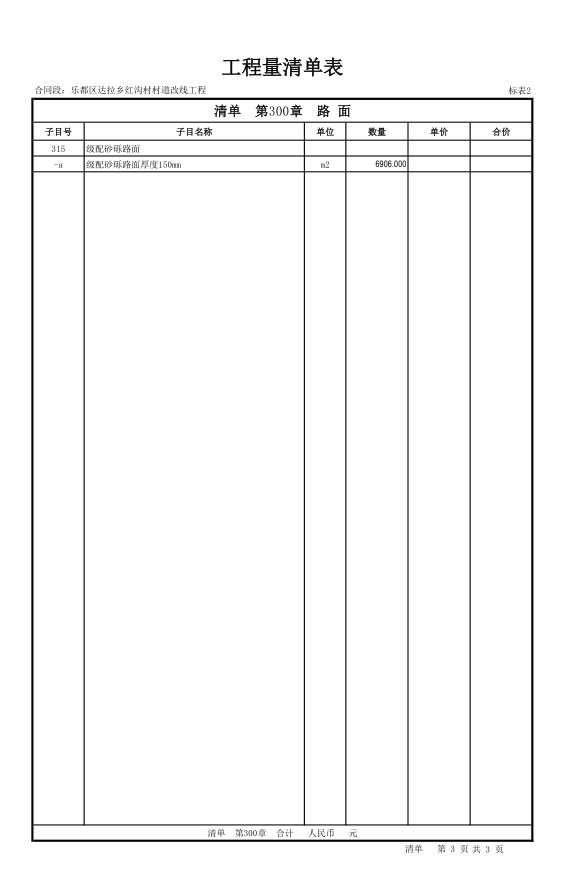 工程量清单表
合同段：乐都区达拉乡红沟村村道改线工程 标表2
清单 第300章 路 面
子目号 子目名称 单位 数量 单价 合价
315 级配砂砾路面
-a 级配砂砾路面厚度150mm m2 6906.000
清单 第300章 合计 人民币 元
清单 第 3 页 共 3 页